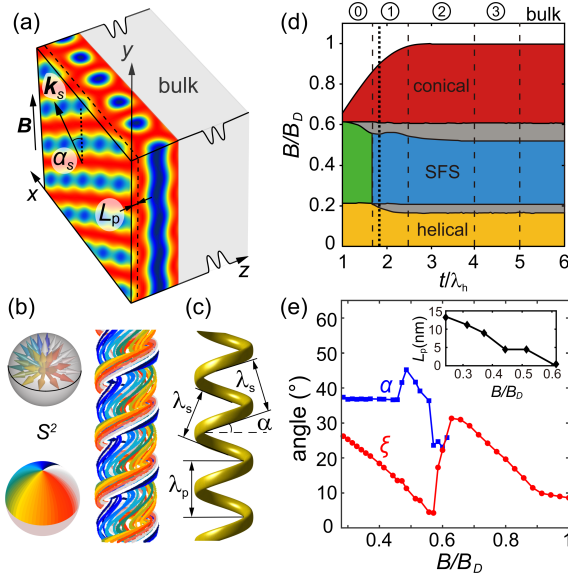 (a)
y
bulk
k_s
B
α_s
x
L_p
z
(b)
S²
(c)
λ_s
λ_s
α
λ_p
(d)
⓪ ① ② ③ bulk
B/B_D
1
0.8
0.6
0.4
0.2
0
conical
SFS
helical
1 2 3 4 5 6
t/λ_h
(e)
angle (°)
60
50
40
30
20
10
0
α
ξ
L_p(nm)
15
10
5
0
0.3 0.4 0.5 0.6
B/B_D
0.4 0.6 0.8 1
B/B_D